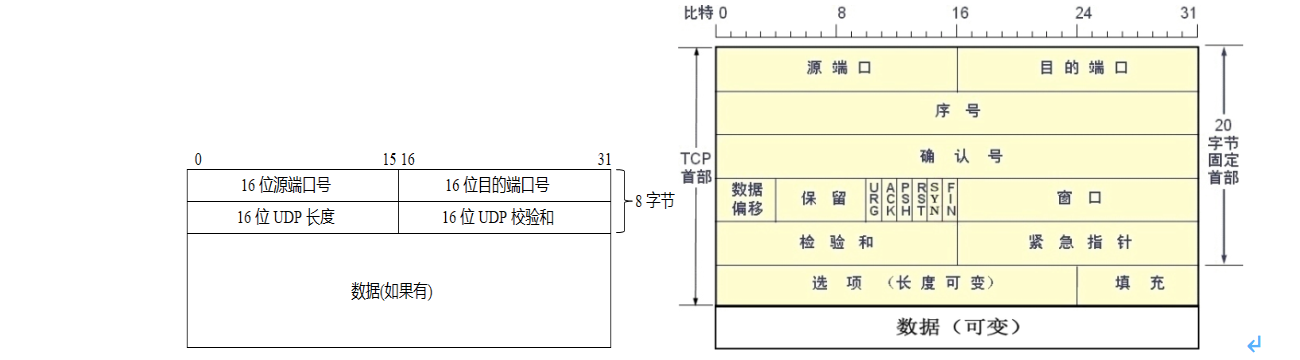 0 15 16 31
16 位源端口号 16 位目的端口号
16 位 UDP 长度 16 位 UDP 校验和
8 字节
数据(如果有)
比特 0 8 16 24 31
源 端 口 目 的 端 口
序 号
确 认 号
数据
偏移
保 留
URG
ACK
PSH
RST
SYN
FIN
窗 口
检 验 和 紧 急 指 针
选 项 （长 度 可 变） 填 充
数据（可变）
TCP
首部
20
字节
固定
首部